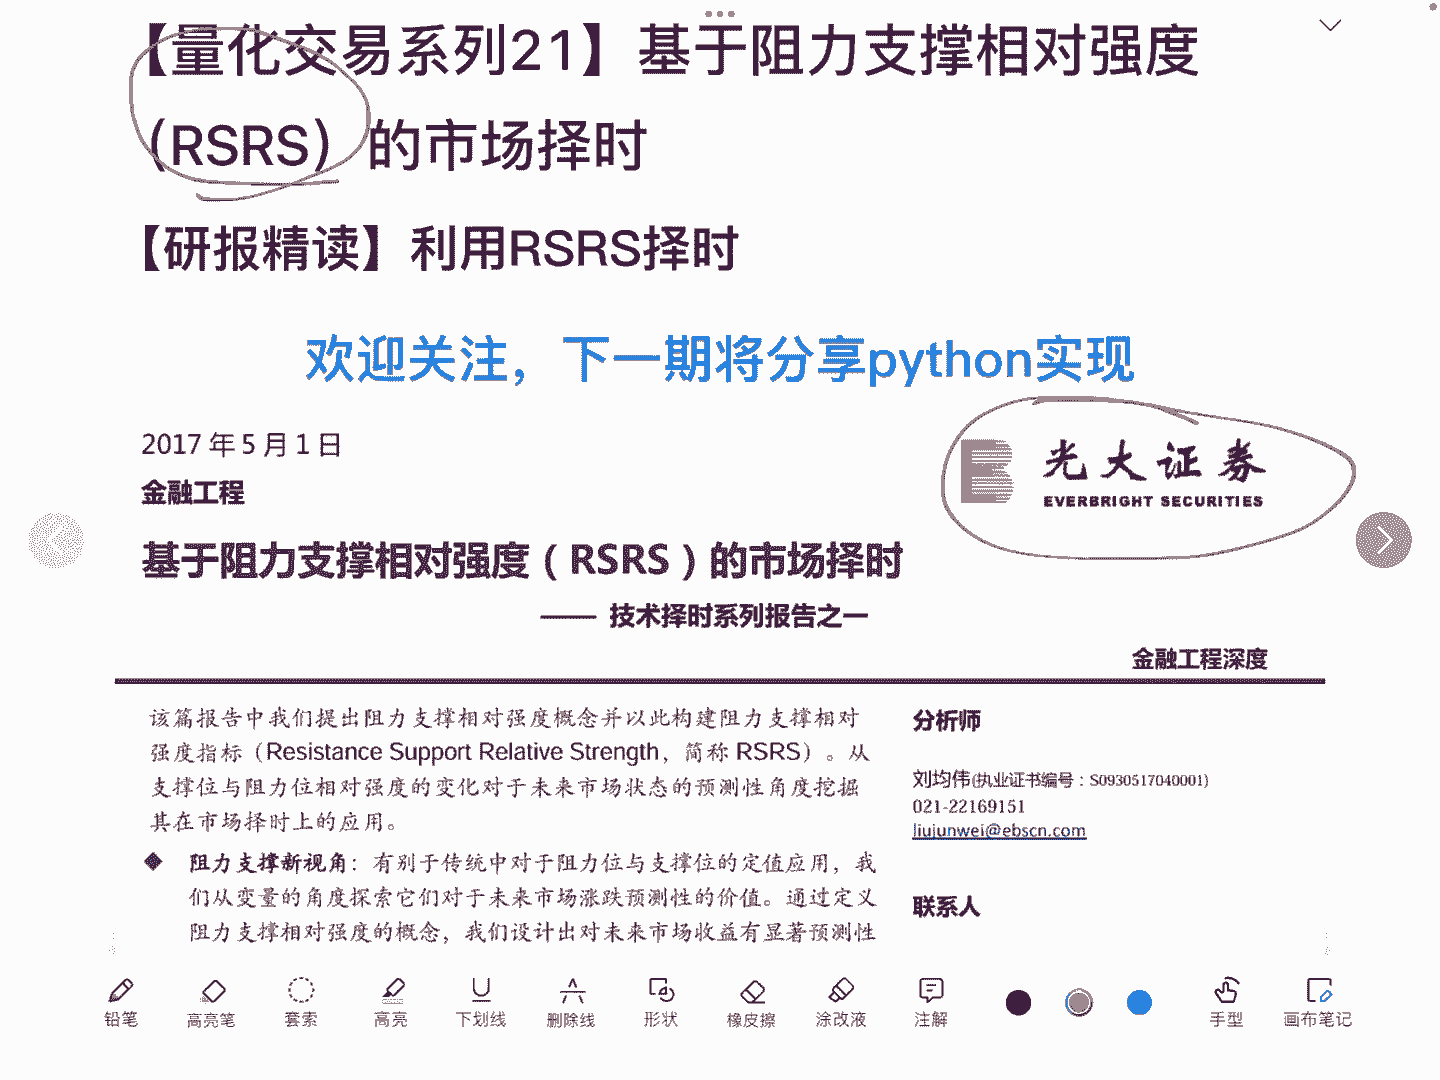 【量化交易系列21】基于阻力支撑相对强度
（RSRS）的市场择时
【研报精读】利用RSRS择时
欢迎关注，下一期将分享python实现
2017 年 5 月 1 日
金融工程
光大证券
EVERBRIGHT SECURITIES
基于阻力支撑相对强度（RSRS）的市场择时
—— 技术择时系列报告之一
金融工程深度
该篇报告中我们提出阻力支撑相对强度概念并以此构建阻力支撑相对
强度指标（Resistance Support Relative Strength，简称 RSRS）。从
支撑位与阻力位相对强度的变化对于未来市场状态的预测性角度挖掘
其在市场择时上的应用。
◆ 阻力支撑新视角：有别于传统中对于阻力位与支撑位的定值应用，我
们从变量的角度探索它们对于未来市场涨跌预测性的价值。通过定义
阻力支撑相对强度的概念，我们设计出对未来市场收益有显著预测性
分析师
刘均伟(执业证书编号：S0930517040001)
021-22169151
liujunwei@ebscn.com
联系人
铅笔 高亮笔 套索 高亮 下划线 删除线 形状 橡皮擦 涂改液 注解 手型 画布笔记